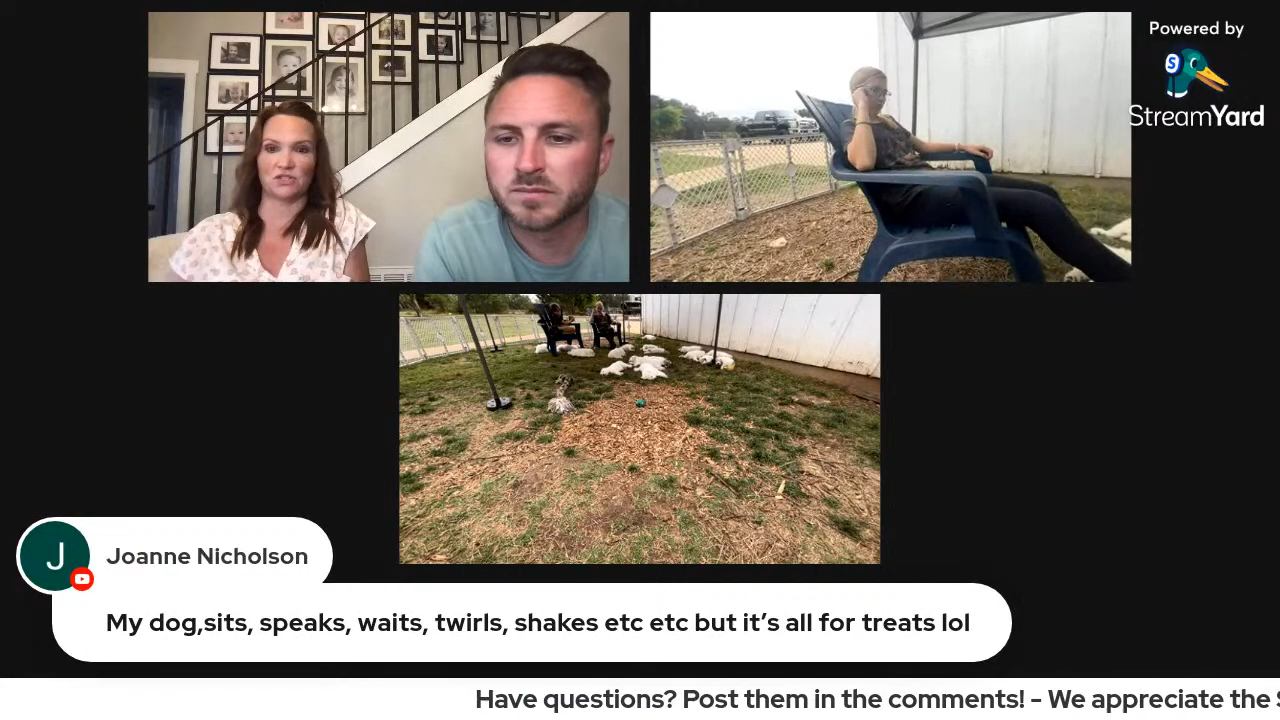 Powered by
StreamYard
Joanne Nicholson
My dog,sits, speaks, waits, twirls, shakes etc etc but it’s all for treats lol
Have questions? Post them in the comments! - We appreciate the